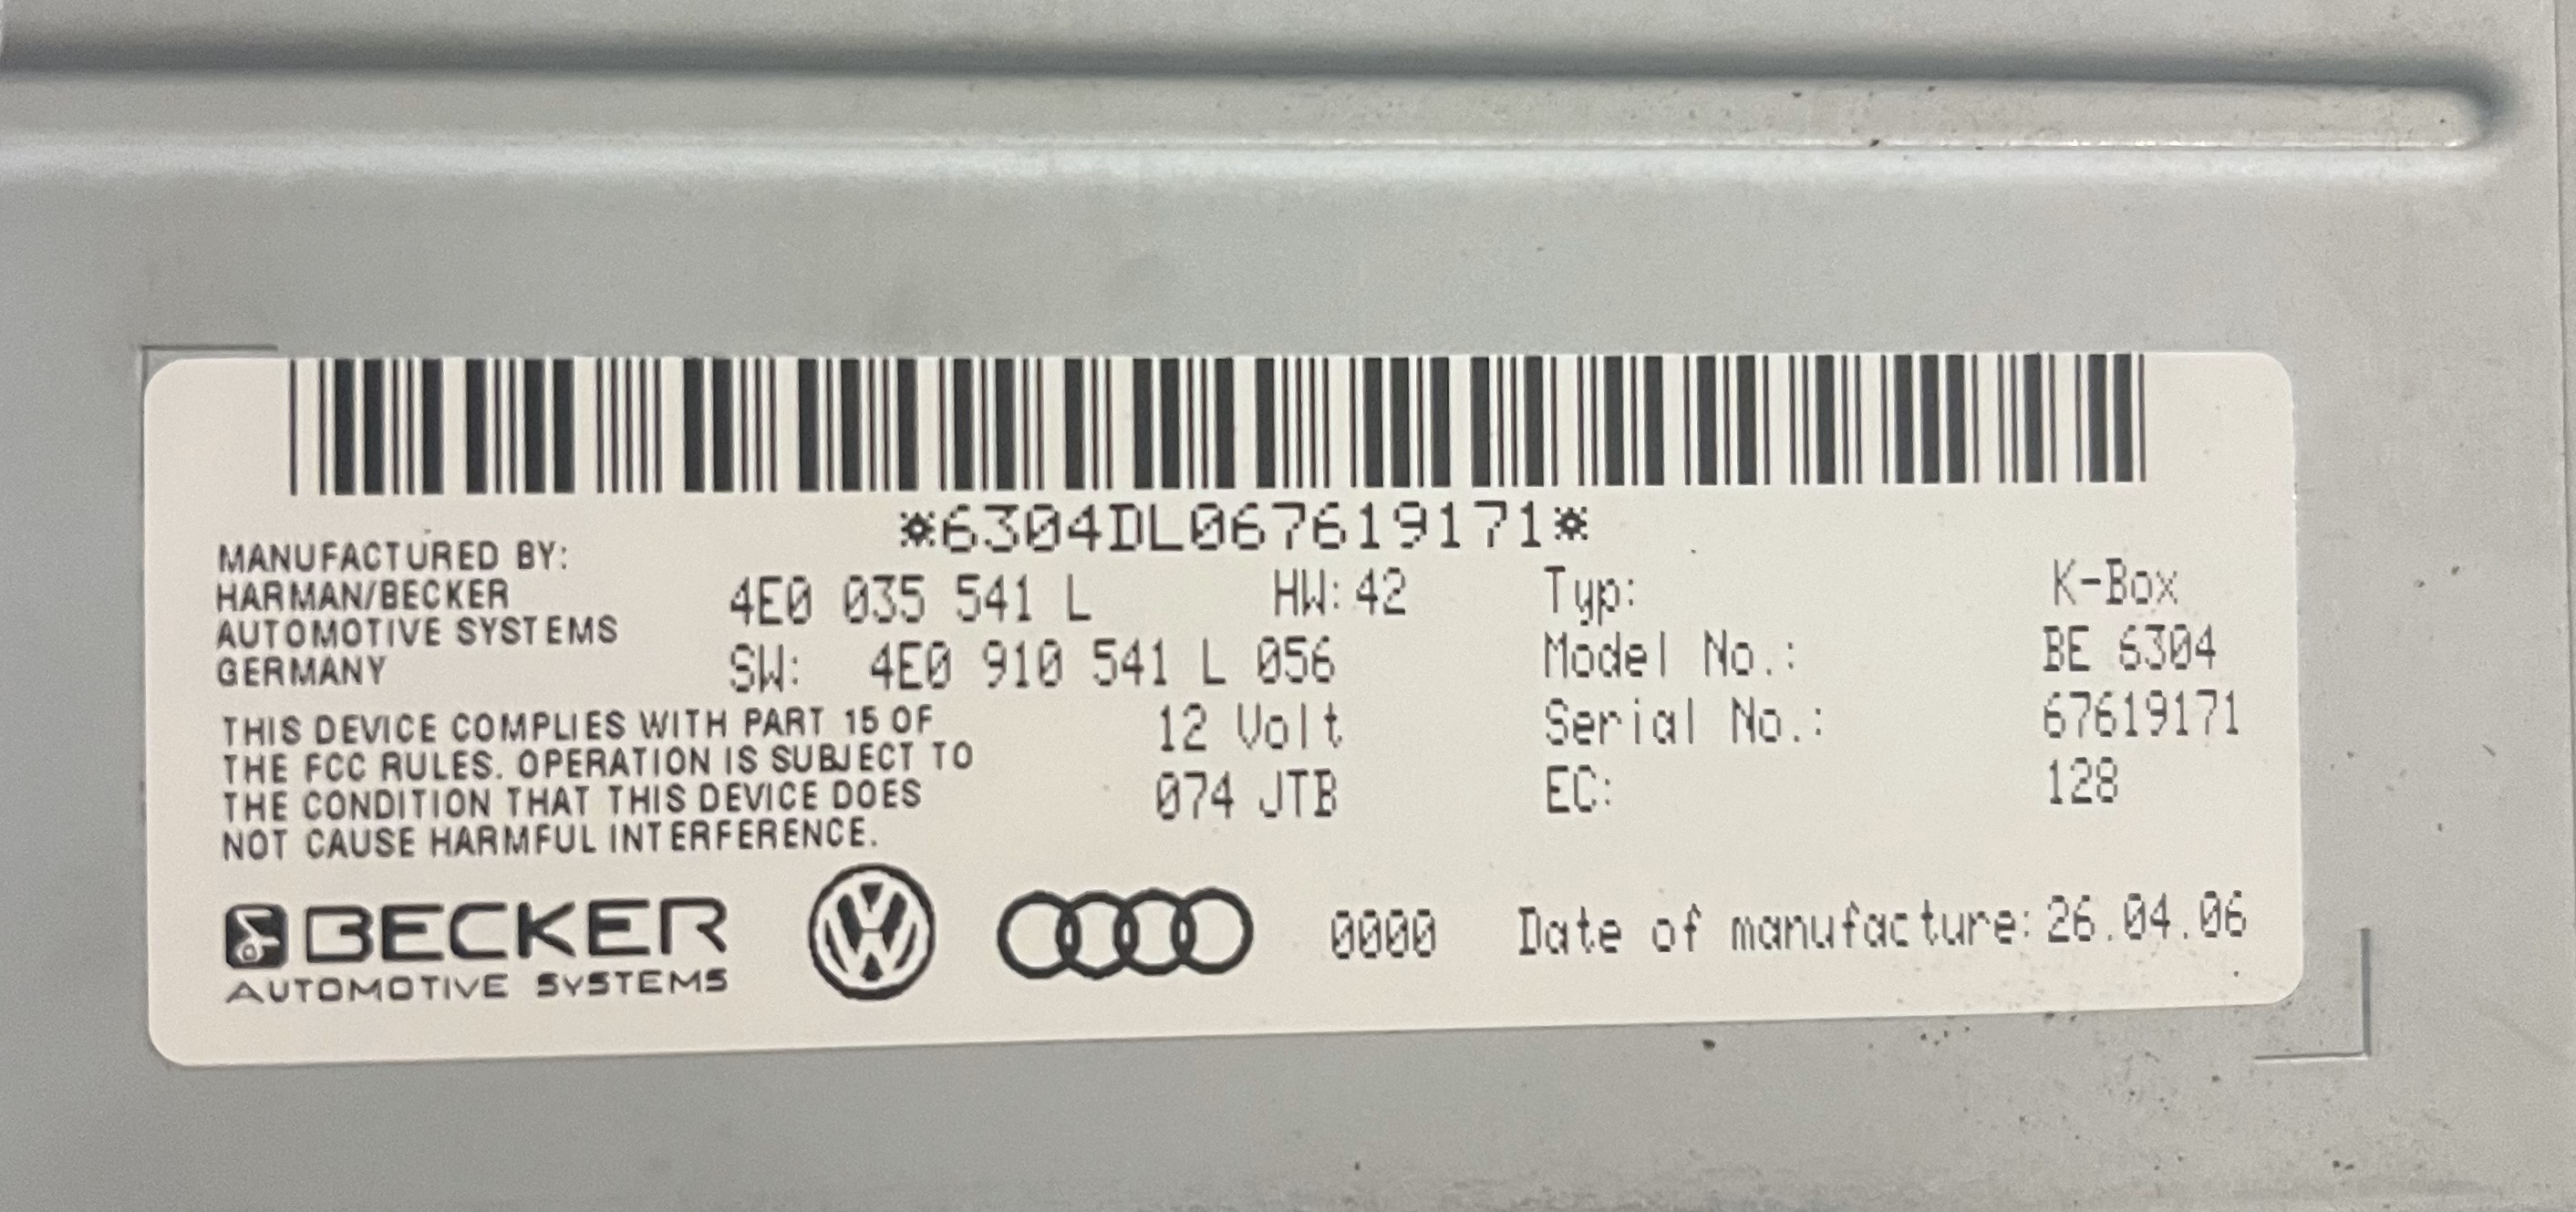 *6304DL067619171*
MANUFACTURED BY:
HARMAN/BECKER
AUTOMOTIVE SYSTEMS
GERMANY
4E0 035 541 L HW: 42
SW: 4E0 910 541 L 056
12 Volt
074 JTB
Typ: K-Box
Model No.: BE 6304
Serial No.: 67619171
EC: 128
THIS DEVICE COMPLIES WITH PART 15 OF
THE FCC RULES. OPERATION IS SUBJECT TO
THE CONDITION THAT THIS DEVICE DOES
NOT CAUSE HARMFUL INTERFERENCE.
BECKER
AUTOMOTIVE SYSTEMS
VW
0000 Date of manufacture: 26.04.06